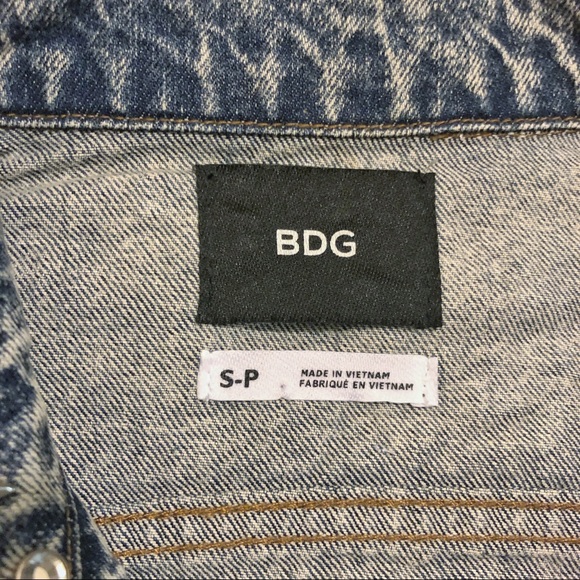 BDG
S-P
MADE IN VIETNAM
FABRIQUÉ EN VIETNAM